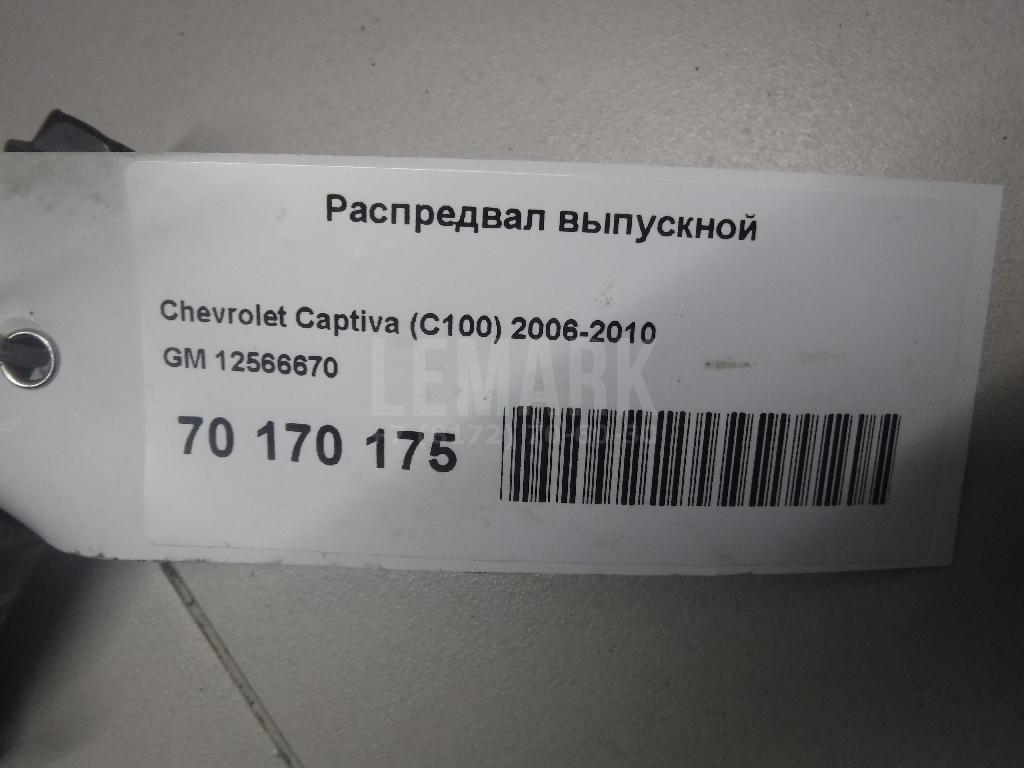 Распредвал выпускной
Chevrolet Captiva (C100) 2006-2010
GM 12566670
LEMARK
70 170 175